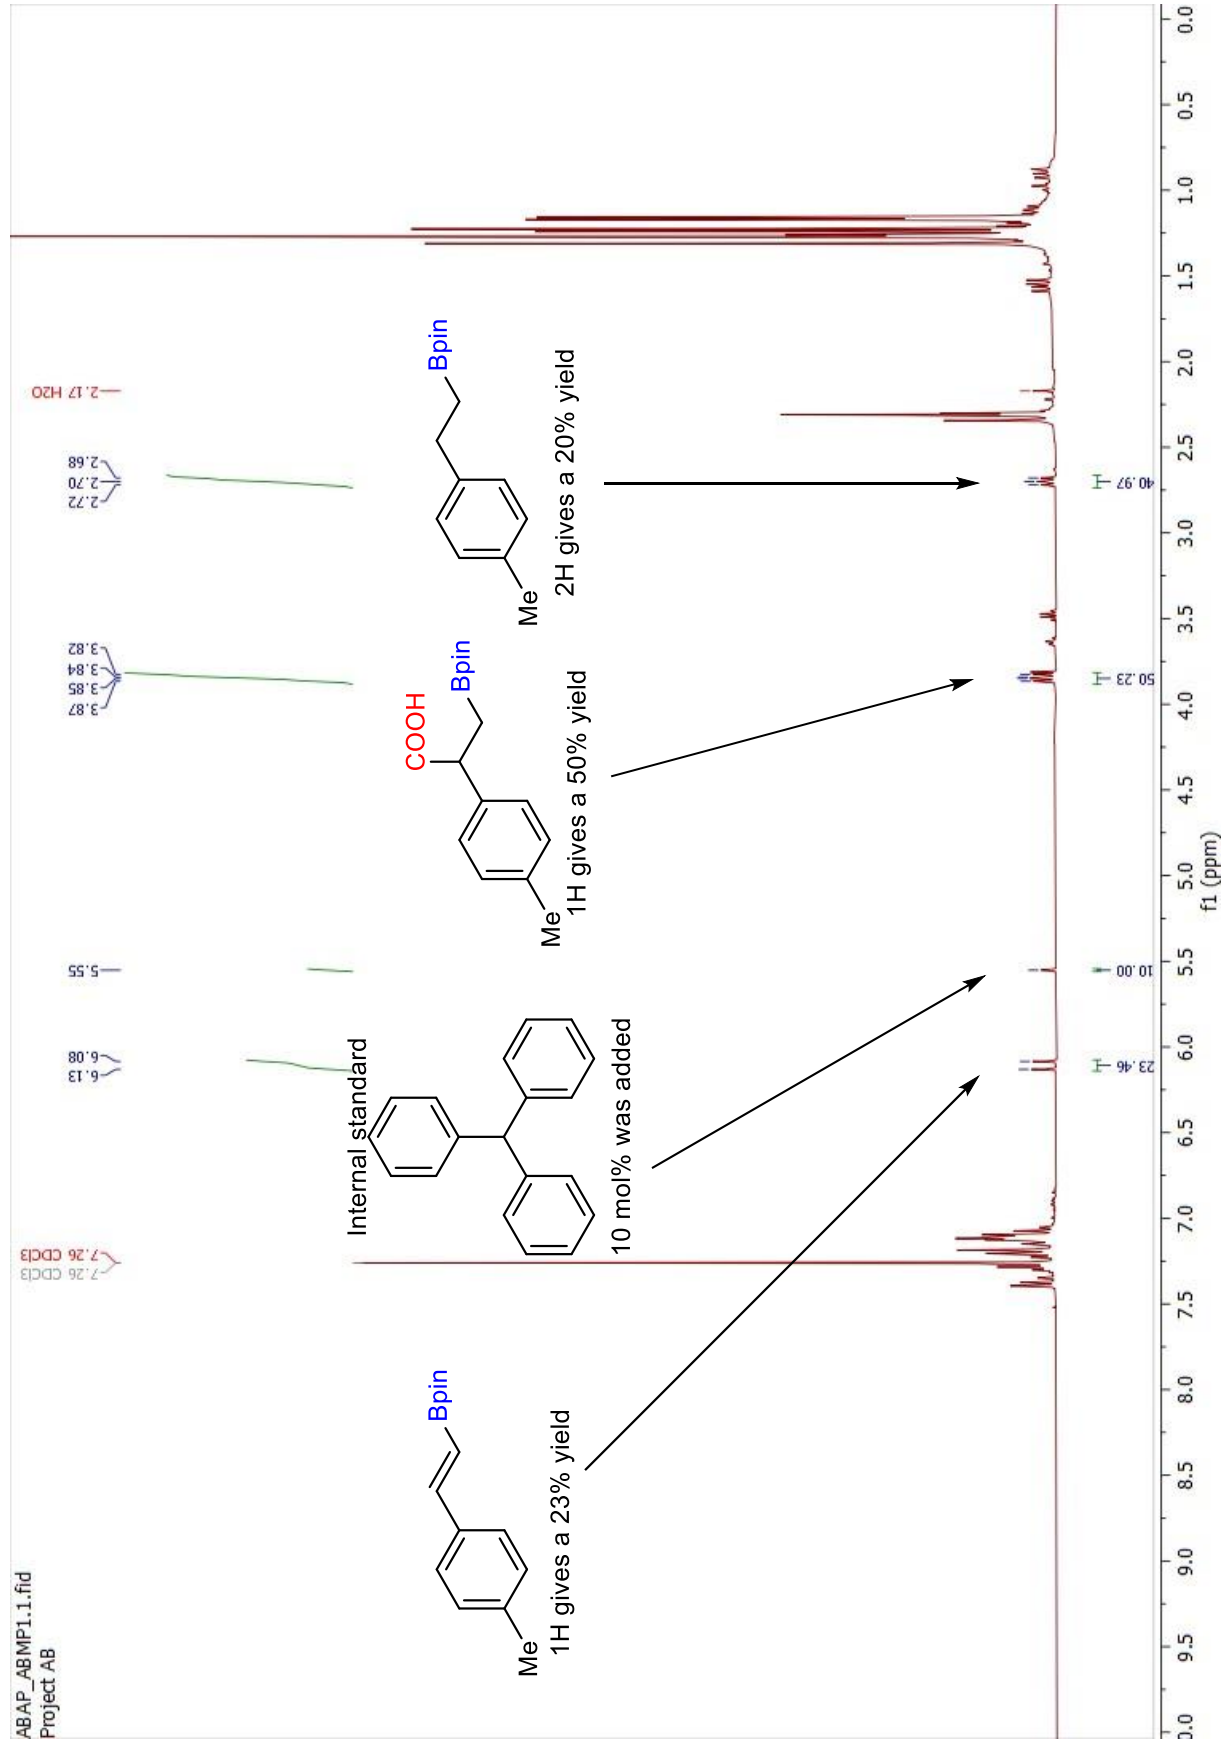 ABAP_ABMP1.1.fid
Project AB
7.26 CDCl3
7.26 CDCl3
6.13
6.08
5.55
3.87
3.85
3.84
3.82
2.72
2.70
2.68
2.17 H2O
Me
Bpin
1H gives a 23% yield
Internal standard
10 mol% was added
COOH
Bpin
Me
1H gives a 50% yield
Bpin
Me
2H gives a 20% yield
23.46
10.00
50.23
40.97
0.0
9.5
9.0
8.5
8.0
7.5
7.0
6.5
6.0
5.5
5.0
4.5
4.0
3.5
3.0
2.5
2.0
1.5
1.0
0.5
0.0
f1 (ppm)